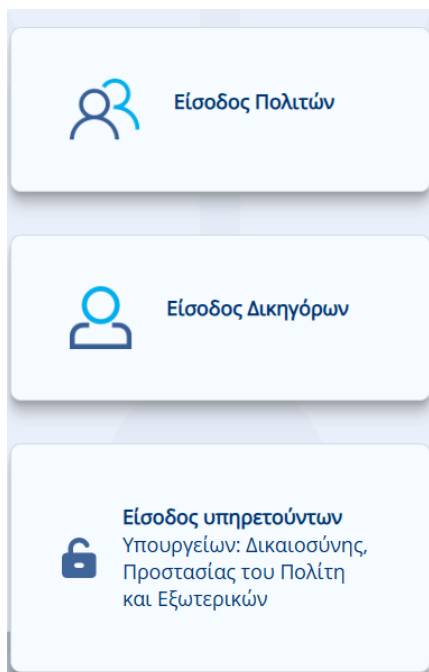 Είσοδος Πολιτών
Είσοδος Δικηγόρων
Είσοδος υπηρετούντων
Υπουργείων: Δικαιοσύνης,
Προστασίας του Πολίτη
και Εξωτερικών